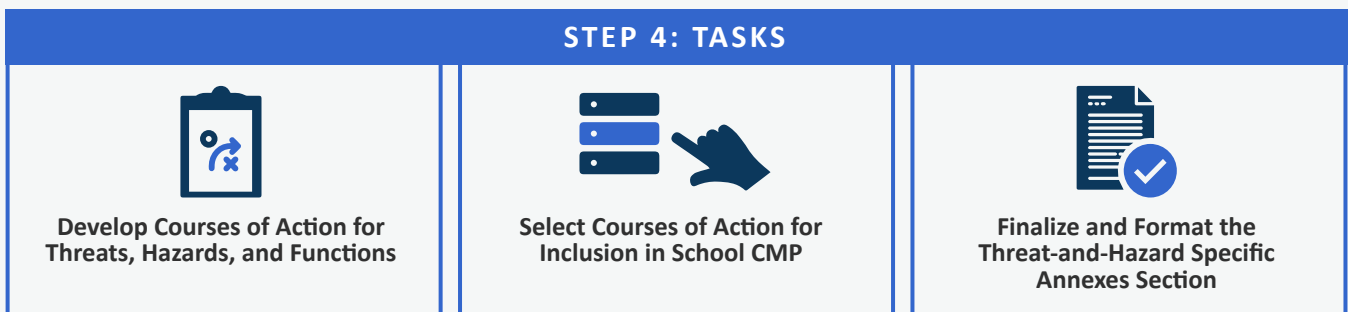 STEP 4: TASKS
Develop Courses of Action for
Threats, Hazards, and Functions
Select Courses of Action for
Inclusion in School CMP
Finalize and Format the
Threat-and-Hazard Specific
Annexes Section